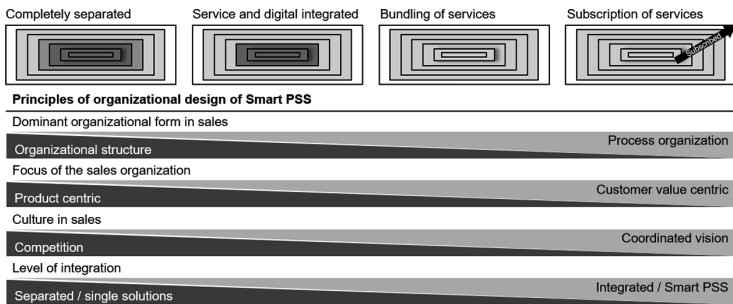 Completely separated
Service and digital integrated
Bundling of services
Subscription of services
Subscribed
Principles of organizational design of Smart PSS
Dominant organizational form in sales
Process organization
Organizational structure
Focus of the sales organization
Customer value centric
Product centric
Culture in sales
Coordinated vision
Competition
Level of integration
Integrated / Smart PSS
Separated / single solutions